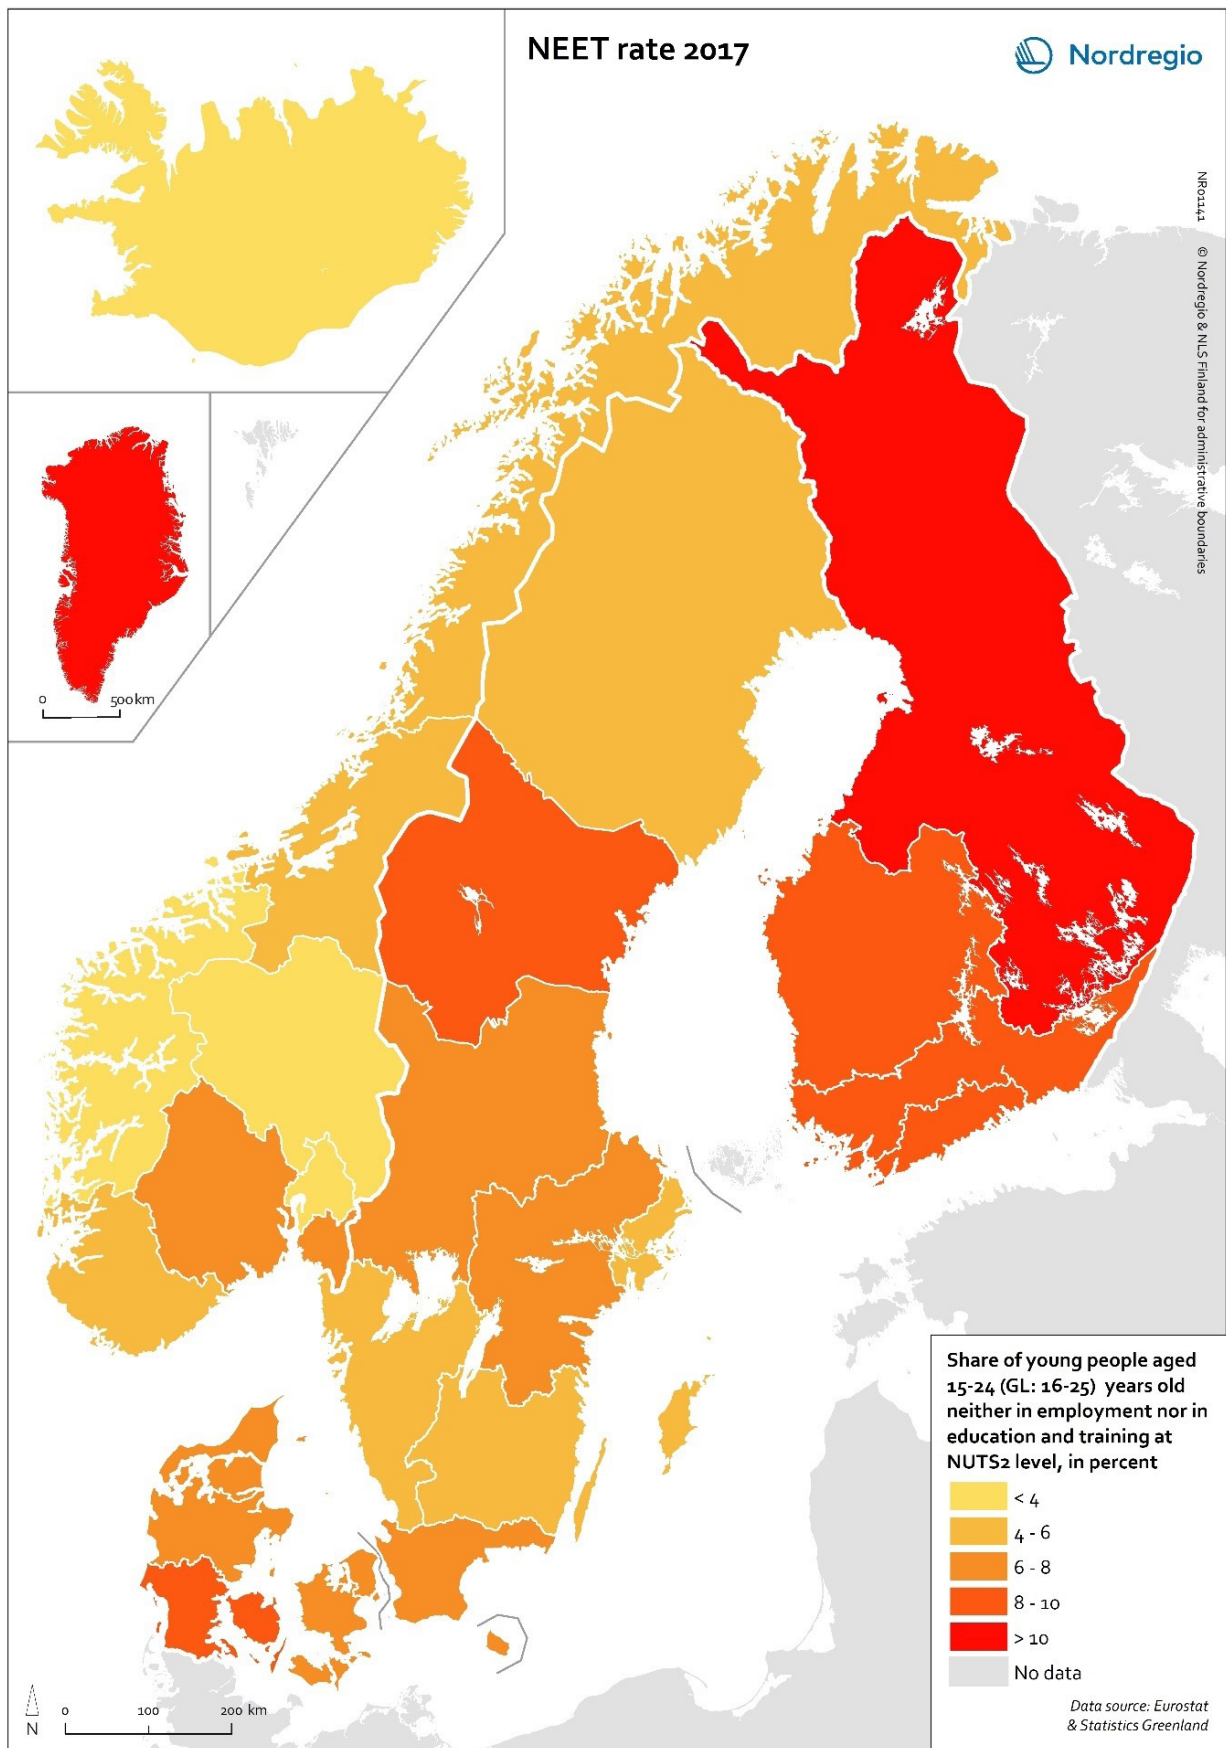 NEET rate 2017
Nordregio
NR01141 © Nordregio & NLS Finland for administrative boundaries
0 500 km
Share of young people aged
15-24 (GL: 16-25) years old
neither in employment nor in
education and training at
NUTS2 level, in percent
< 4
4 - 6
6 - 8
8 - 10
> 10
No data
Data source: Eurostat
& Statistics Greenland
N
0 100 200 km